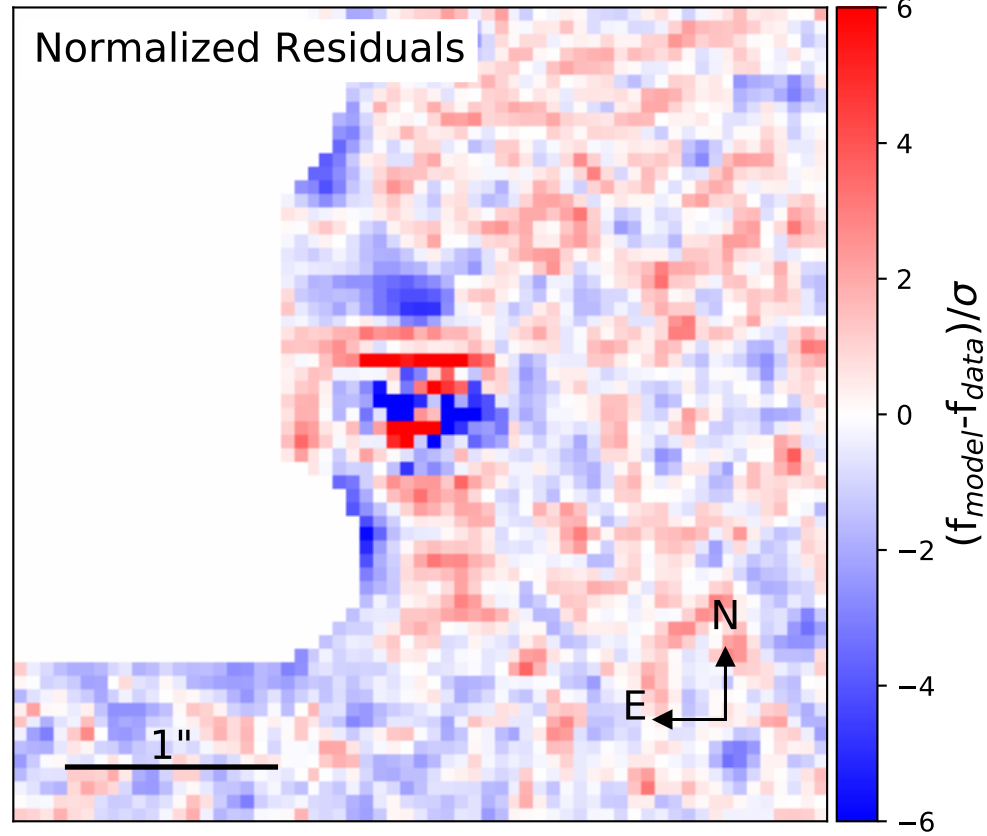 Normalized Residuals
6
4
2
0
−2
−4
−6
(f_model-f_data)/σ
N
E
1"